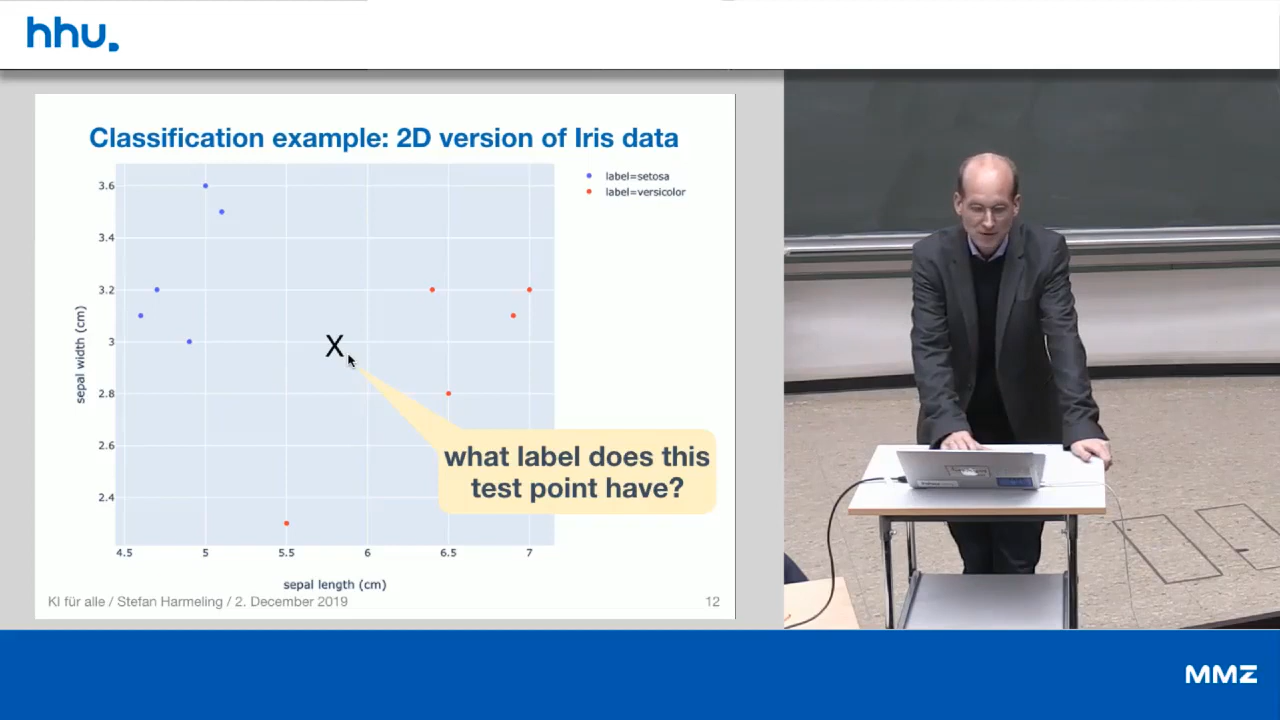 hhu.
Classification example: 2D version of Iris data
label=setosa
label=versicolor
3.6
3.4
3.2
3
2.8
2.6
2.4
sepal width (cm)
X
what label does this
test point have?
4.5 5 5.5 6 6.5 7
sepal length (cm)
KI für alle / Stefan Harmeling / 2. December 2019
12
MMZ